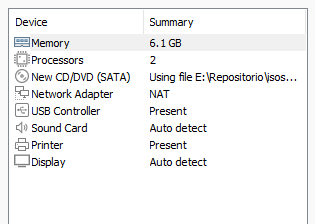 Device Summary
Memory 6.1 GB
Processors 2
New CD/DVD (SATA) Using file E:\Repositorio\isos...
Network Adapter NAT
USB Controller Present
Sound Card Auto detect
Printer Present
Display Auto detect